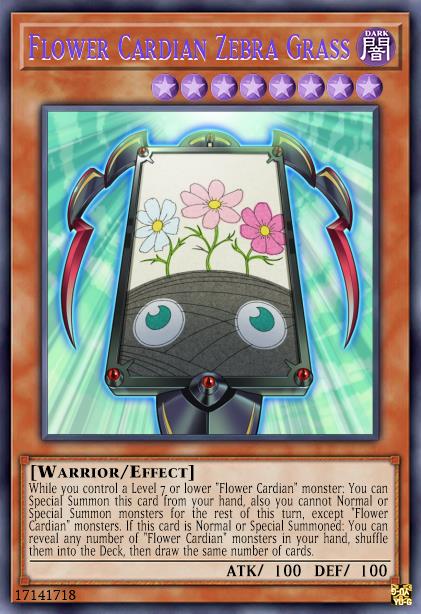 Flower Cardian Zebra Grass
DARK
闇
[Warrior/Effect]
While you control a Level 7 or lower "Flower Cardian" monster: You can
Special Summon this card from your hand, also you cannot Normal or
Special Summon monsters for the rest of this turn, except "Flower
Cardian" monsters. If this card is Normal or Special Summoned: You can
reveal any number of "Flower Cardian" monsters in your hand, shuffle
them into the Deck, then draw the same number of cards.
ATK/ 100 DEF/ 100
17141718